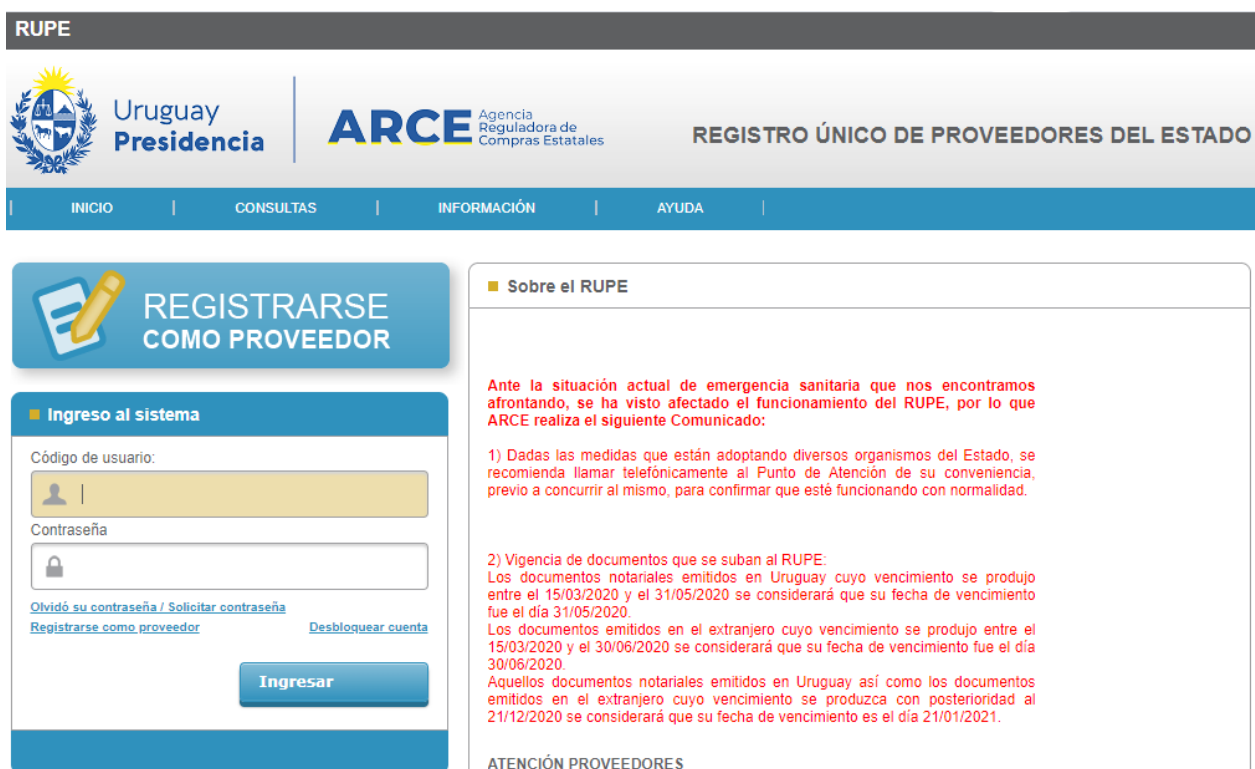 RUPE
Uruguay
Presidencia
ARCE
Agencia
Reguladora de
Compras Estatales
REGISTRO ÚNICO DE PROVEEDORES DEL ESTADO
INICIO | CONSULTAS | INFORMACIÓN | AYUDA |
REGISTRARSE
COMO PROVEEDOR
Ingreso al sistema
Código de usuario:
Contraseña
Olvidó su contraseña / Solicitar contraseña
Registrarse como proveedor Desbloquear cuenta
Ingresar
Sobre el RUPE
Ante la situación actual de emergencia sanitaria que nos encontramos
afrontando, se ha visto afectado el funcionamiento del RUPE, por lo que
ARCE realiza el siguiente Comunicado:
1) Dadas las medidas que están adoptando diversos organismos del Estado, se
recomienda llamar telefónicamente al Punto de Atención de su conveniencia,
previo a concurrir al mismo, para confirmar que esté funcionando con normalidad.
2) Vigencia de documentos que se suban al RUPE:
Los documentos notariales emitidos en Uruguay cuyo vencimiento se produjo
entre el 15/03/2020 y el 31/05/2020 se considerará que su fecha de vencimiento
fue el día 31/05/2020.
Los documentos emitidos en el extranjero cuyo vencimiento se produjo entre el
15/03/2020 y el 30/06/2020 se considerará que su fecha de vencimiento fue el día
30/06/2020.
Aquellos documentos notariales emitidos en Uruguay así como los documentos
emitidos en el extranjero cuyo vencimiento se produzca con posterioridad al
21/12/2020 se considerará que su fecha de vencimiento es el día 21/01/2021.
ATENCIÓN PROVEEDORES